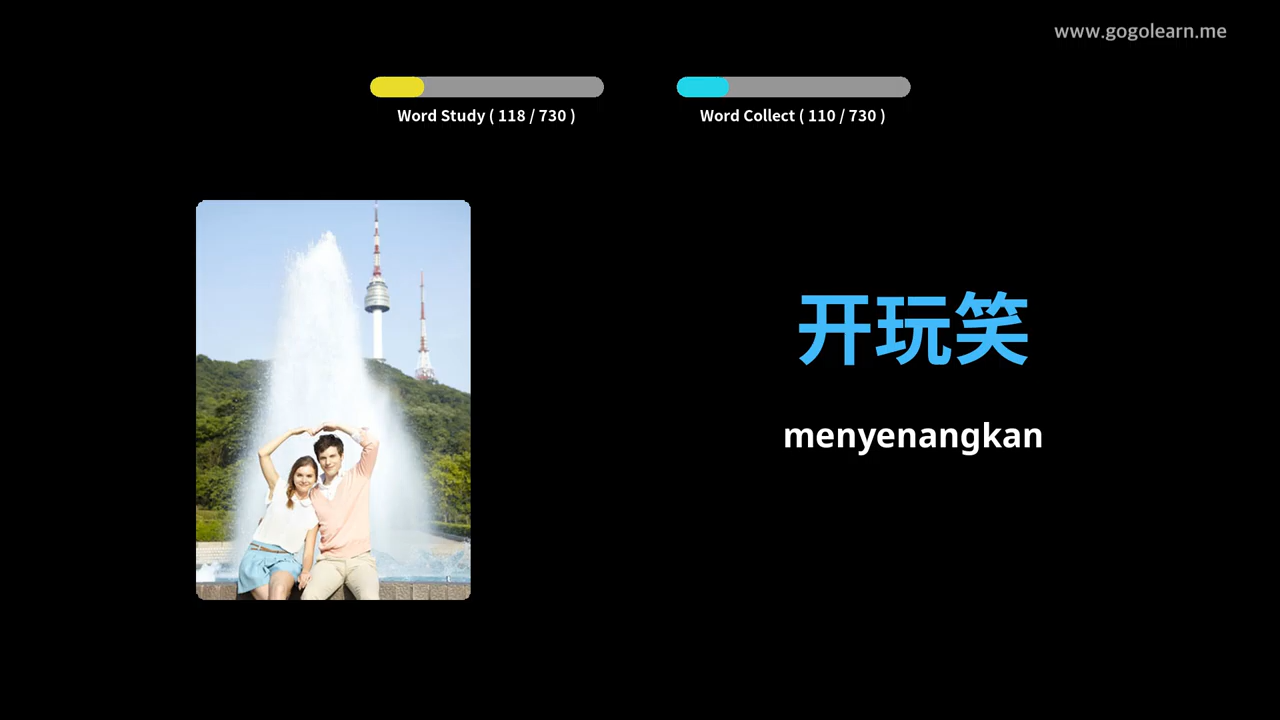 www.gogolearn.me
Word Study ( 118 / 730 )
Word Collect ( 110 / 730 )
开玩笑
menyenangkan